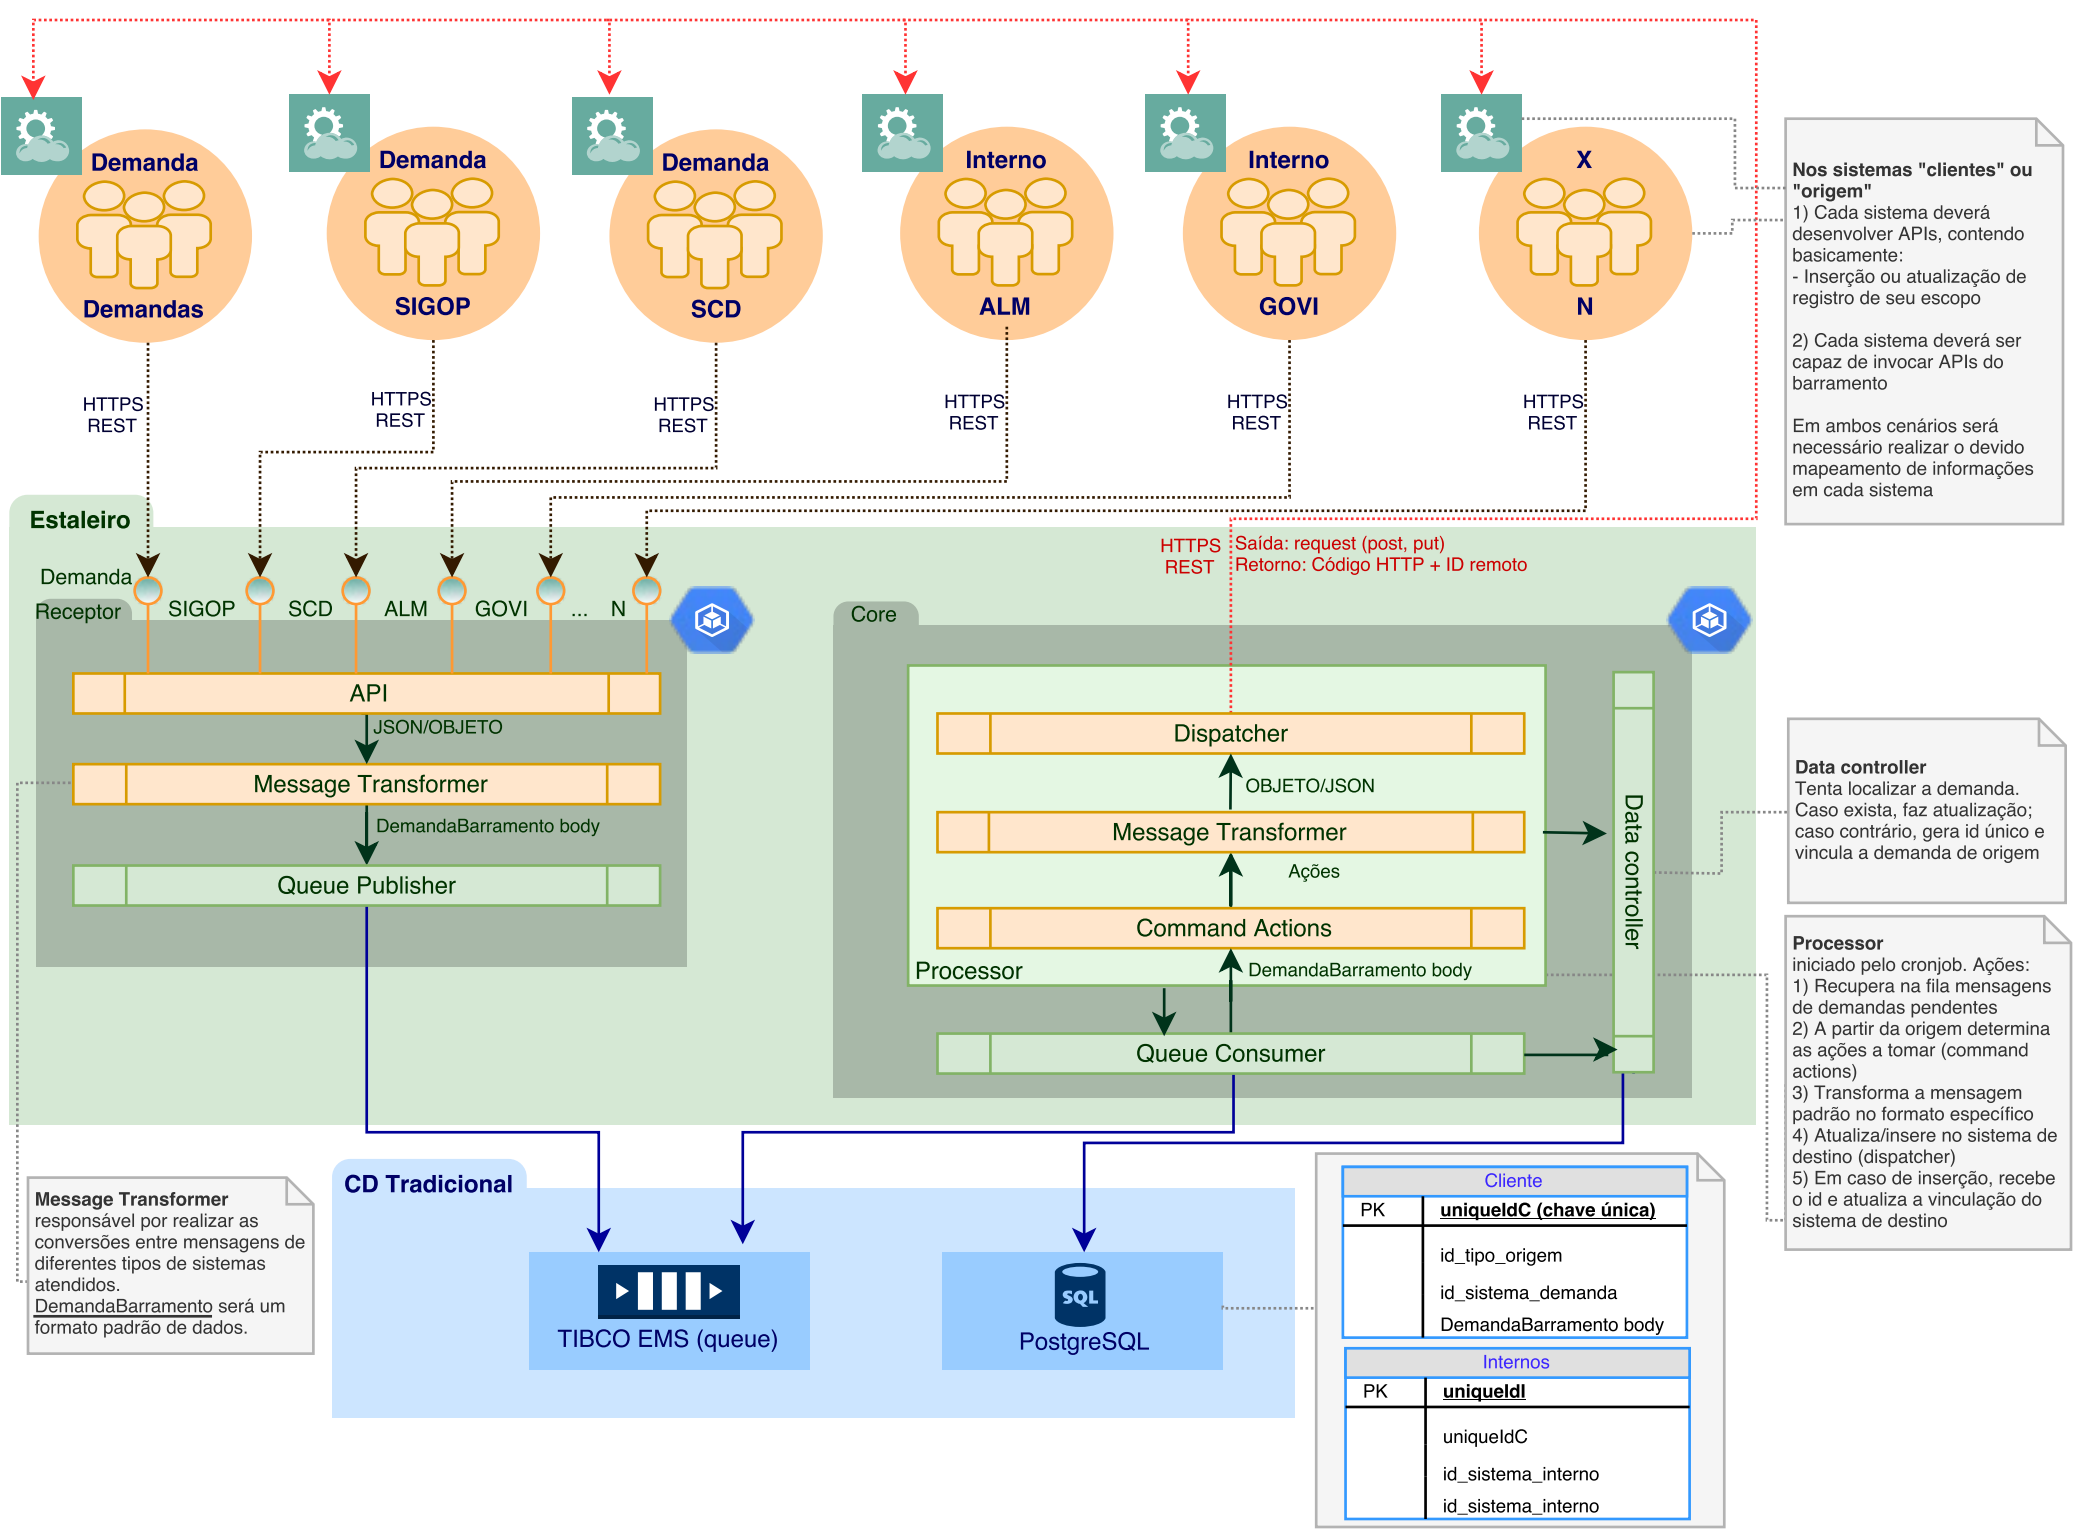 Demanda
Demandas
Demanda
SIGOP
Demanda
SCD
Interno
ALM
Interno
GOVI
X
N
HTTPS
REST
HTTPS
REST
HTTPS
REST
HTTPS
REST
HTTPS
REST
HTTPS
REST
Nos sistemas "clientes" ou
"origem"
1) Cada sistema deverá
desenvolver APIs, contendo
basicamente:
- Inserção ou atualização de
registro de seu escopo
2) Cada sistema deverá ser
capaz de invocar APIs do
barramento
Em ambos cenários será
necessário realizar o devido
mapeamento de informações
em cada sistema
Estaleiro
Demanda
Receptor
SIGOP
SCD
ALM
GOVI
...
N
API
JSON/OBJETO
Message Transformer
DemandaBarramento body
Queue Publisher
HTTPS
REST
Saída: request (post, put)
Retorno: Código HTTP + ID remoto
Core
Dispatcher
OBJETO/JSON
Message Transformer
Ações
Command Actions
Processor
DemandaBarramento body
Queue Consumer
Data controller
Data controller
Tenta localizar a demanda.
Caso exista, faz atualização;
caso contrário, gera id único e
vincula a demanda de origem
Processor
iniciado pelo cronjob. Ações:
1) Recupera na fila mensagens
de demandas pendentes
2) A partir da origem determina
as ações a tomar (command
actions)
3) Transforma a mensagem
padrão no formato específico
4) Atualiza/insere no sistema de
destino (dispatcher)
5) Em caso de inserção, recebe
o id e atualiza a vinculação do
sistema de destino
Message Transformer
responsável por realizar as
conversões entre mensagens de
diferentes tipos de sistemas
atendidos.
DemandaBarramento será um
formato padrão de dados.
CD Tradicional
TIBCO EMS (queue)
SQL
PostgreSQL
Cliente
PK
uniqueIdC (chave única)
id_tipo_origem
id_sistema_demanda
DemandaBarramento body
Internos
PK
uniqueIdI
uniqueIdC
id_sistema_interno
id_sistema_interno